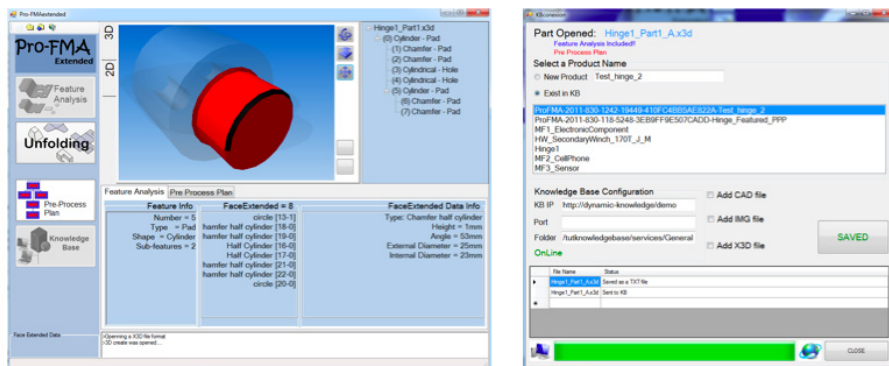 Pro-FMAextended
Pro-FMA
Extended
Feature
Analysis
Unfolding
Pre-Process
Plan
Knowledge
Base
3D
2D
Hinge1_Part1.x3d
(0) Cylinder - Pad
(1) Chamfer - Pad
(2) Chamfer - Pad
(3) Cylindrical - Hole
(4) Cylindrical - Hole
(5) Cylinder - Pad
(6) Chamfer - Pad
(7) Chamfer - Pad
Feature Analysis Pre Process Plan
Feature Info
Number = 5
Type = Pad
Shape = Cylinder
Sub-features = 2
FaceExtended = 8
circle [13-1]
hamfer half cylinder [18-0]
hamfer half cylinder [19-0]
Half Cylinder [16-0]
Half Cylinder [17-0]
hamfer half cylinder [21-0]
hamfer half cylinder [22-0]
circle [20-0]
FaceExtended Data Info
Type: Chamfer half cylinder
Height = 1mm
Angle = 53mm
External Diameter = 25mm
Internal Diameter = 23mm
Face Extended Data
>Openning a X3D file format
>3D create was opened....
KBconexion
Part Opened: Hinge1_Part1_A.x3d
Feature Analysis Included!!
Pre Process Plan
Select a Product Name
New Product Test_hinge_2
Exist in KB
ProFMA-2011-830-1242-19449-410FC4BB5AE822A-Test_hinge_2
ProFMA-2011-830-118-5248-3EB9FF9E507CADD-Hinge_Featured_PPP
MF1_ElectronicComponent
HW_SecondaryWinch_170T_J_M
Hinge1
MF2_CellPhone
MF3_Sensor
Knowledge Base Configuration
KB IP http://dynamic-knowledge/demo
Port
Folder /tutknowledgebase/services/General
OnLine
Add CAD file
Add IMG file
Add X3D file
SAVED
File Name Status
Hinge1_Part1_A.x3d Saved as a TXT file
Hinge1_Part1_A.x3d Sent to KB
CLOSE